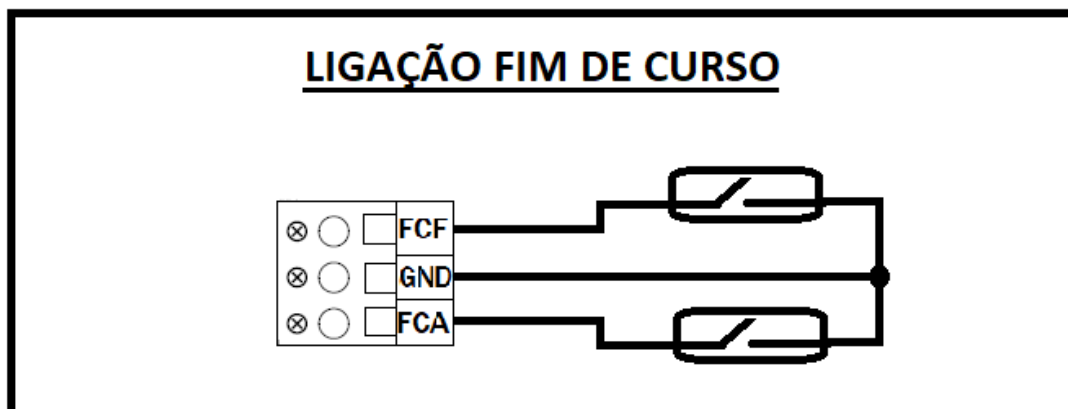 LIGAÇÃO FIM DE CURSO
FCF
GND
FCA